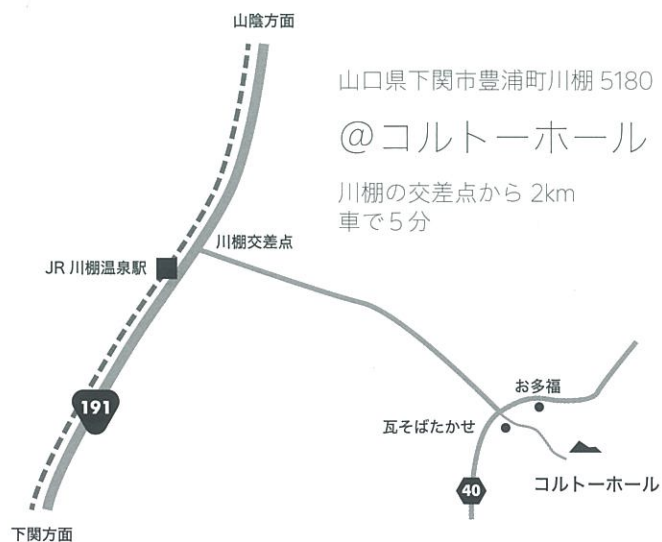 山陰方面
山口県下関市豊浦町川棚 5180
@コルトーホール
川棚の交差点から 2km
車で5分
川棚交差点
JR 川棚温泉駅
191
お多福
瓦そばたかせ
40
コルトーホール
下関方面